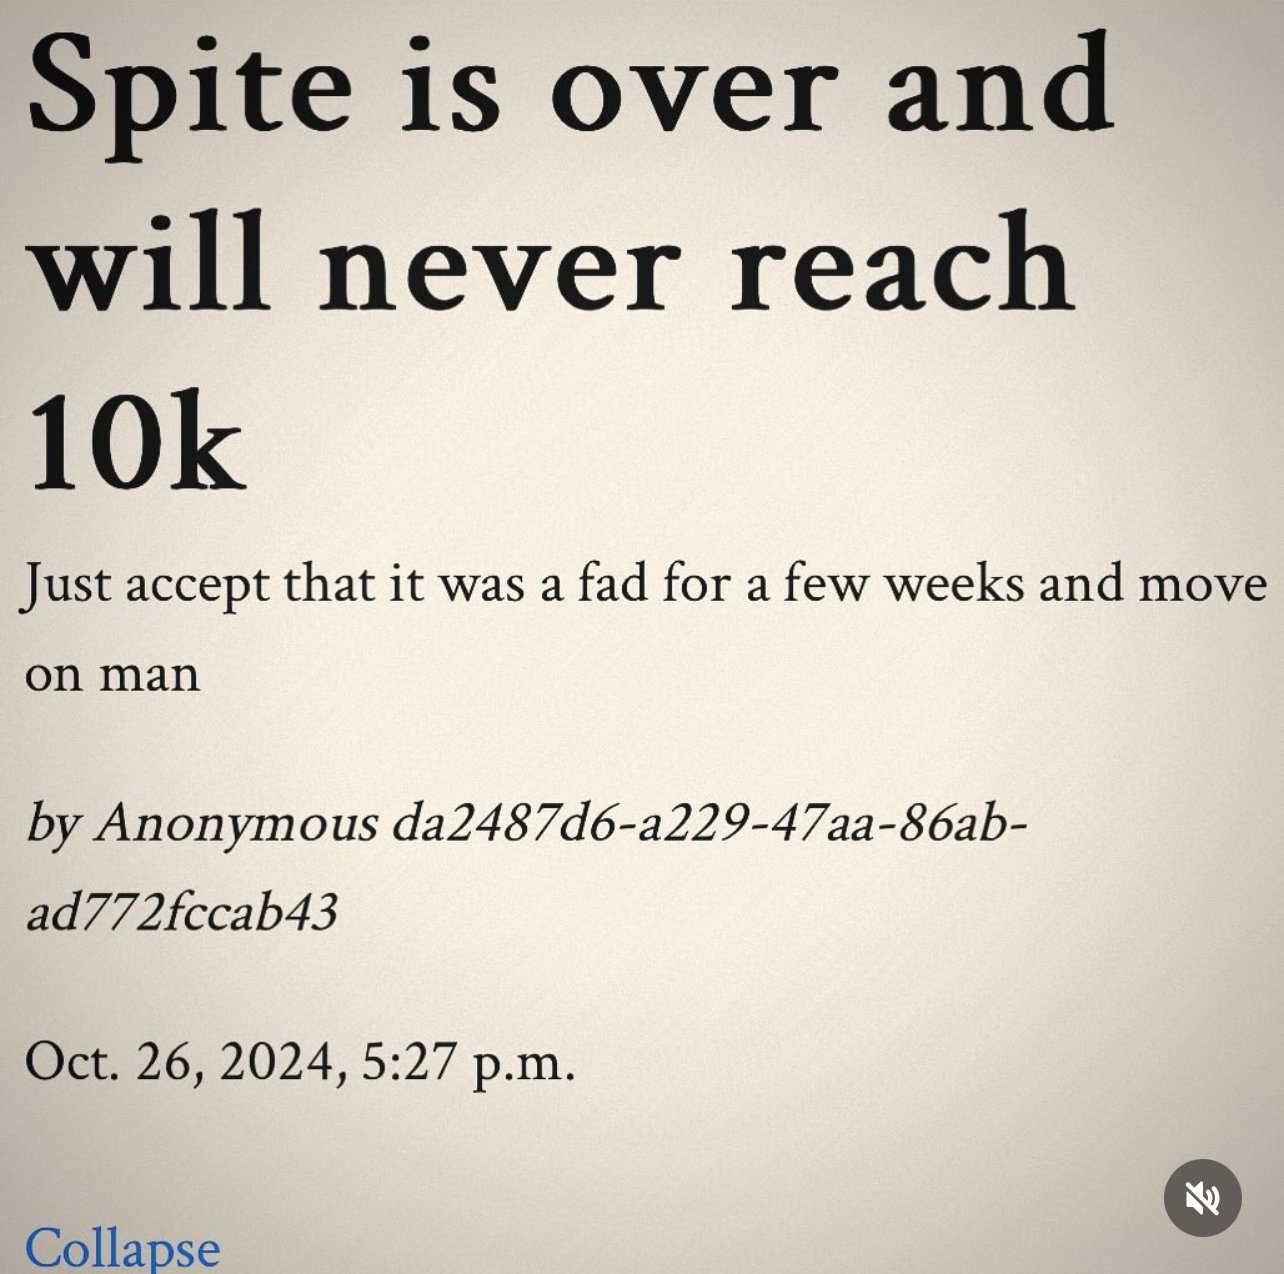 Spite is over and
will never reach
10k
Just accept that it was a fad for a few weeks and move
on man
by Anonymous da2487d6-a229-47aa-86ab-
ad772fccab43
Oct. 26, 2024, 5:27 p.m.
Collapse